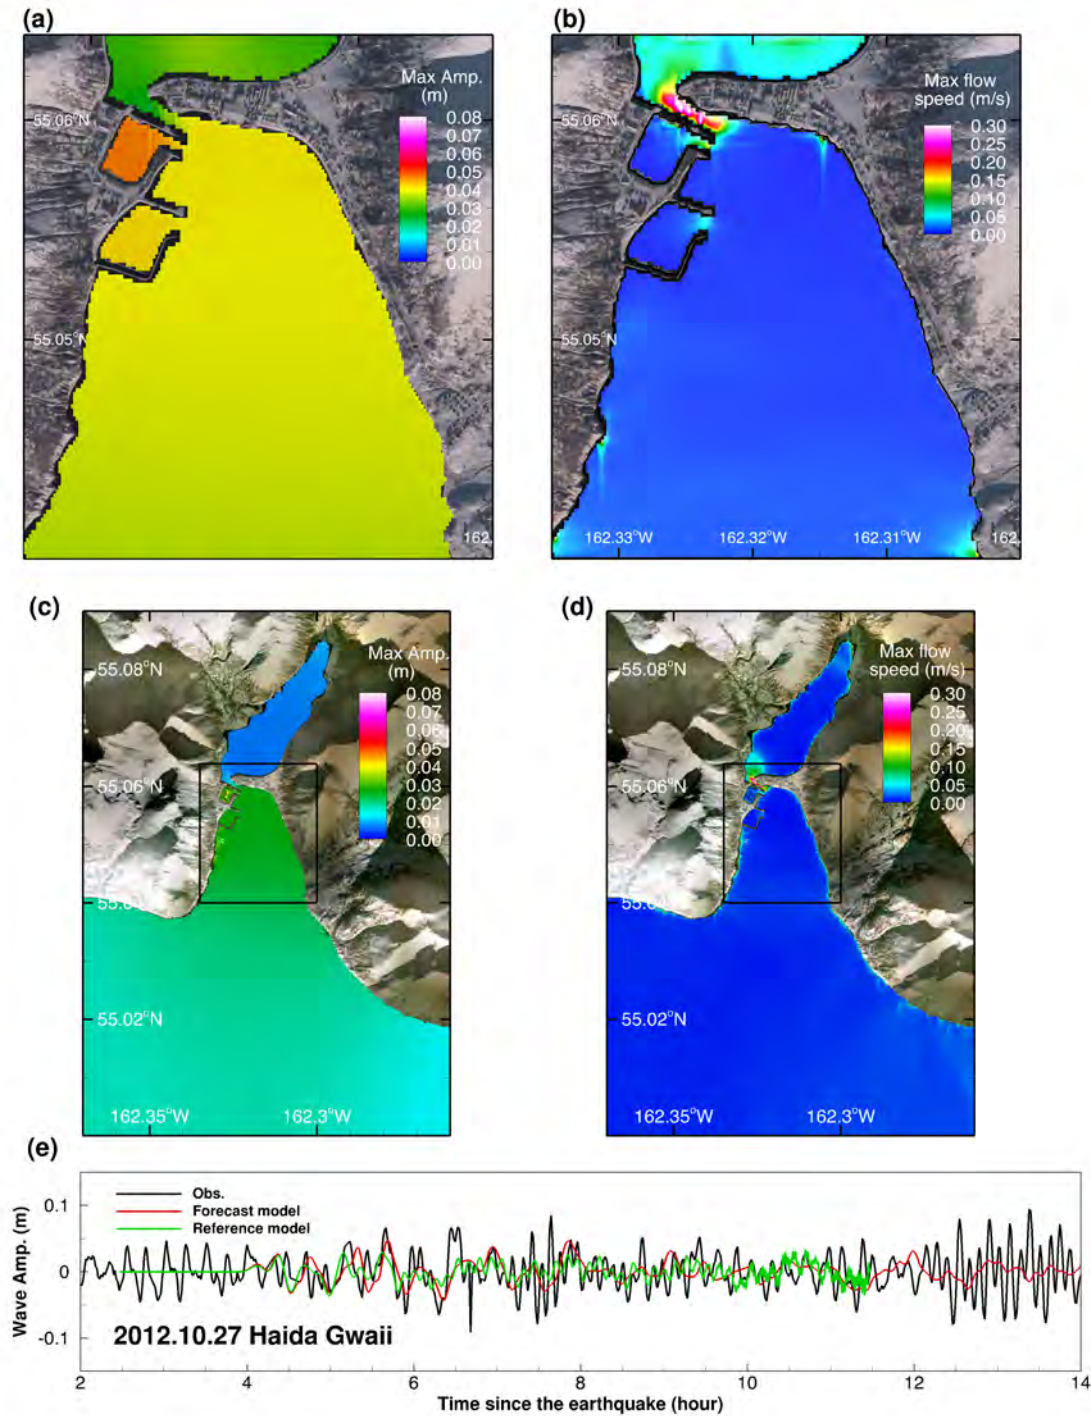 (a)
Max Amp.
(m)
0.08
0.07
0.06
0.05
0.04
0.03
0.02
0.01
0.00
55.06°N
55.05°N
162.
(b)
Max flow
speed (m/s)
0.30
0.25
0.20
0.15
0.10
0.05
0.00
55.06°N
55.05°N
162.33°W
162.32°W
162.31°W
162.
(c)
Max Amp.
(m)
0.08
0.07
0.06
0.05
0.04
0.03
0.02
0.01
0.00
55.08°N
55.06°N
55.02°N
162.35°W
162.3°W
(d)
Max flow
speed (m/s)
0.30
0.25
0.20
0.15
0.10
0.05
0.00
55.08°N
55.06°N
55.02°N
162.35°W
162.3°W
(e)
Wave Amp. (m)
0.1
0
-0.1
Obs.
Forecast model
Reference model
2012.10.27 Haida Gwaii
2 4 6 8 10 12 14
Time since the earthquake (hour)